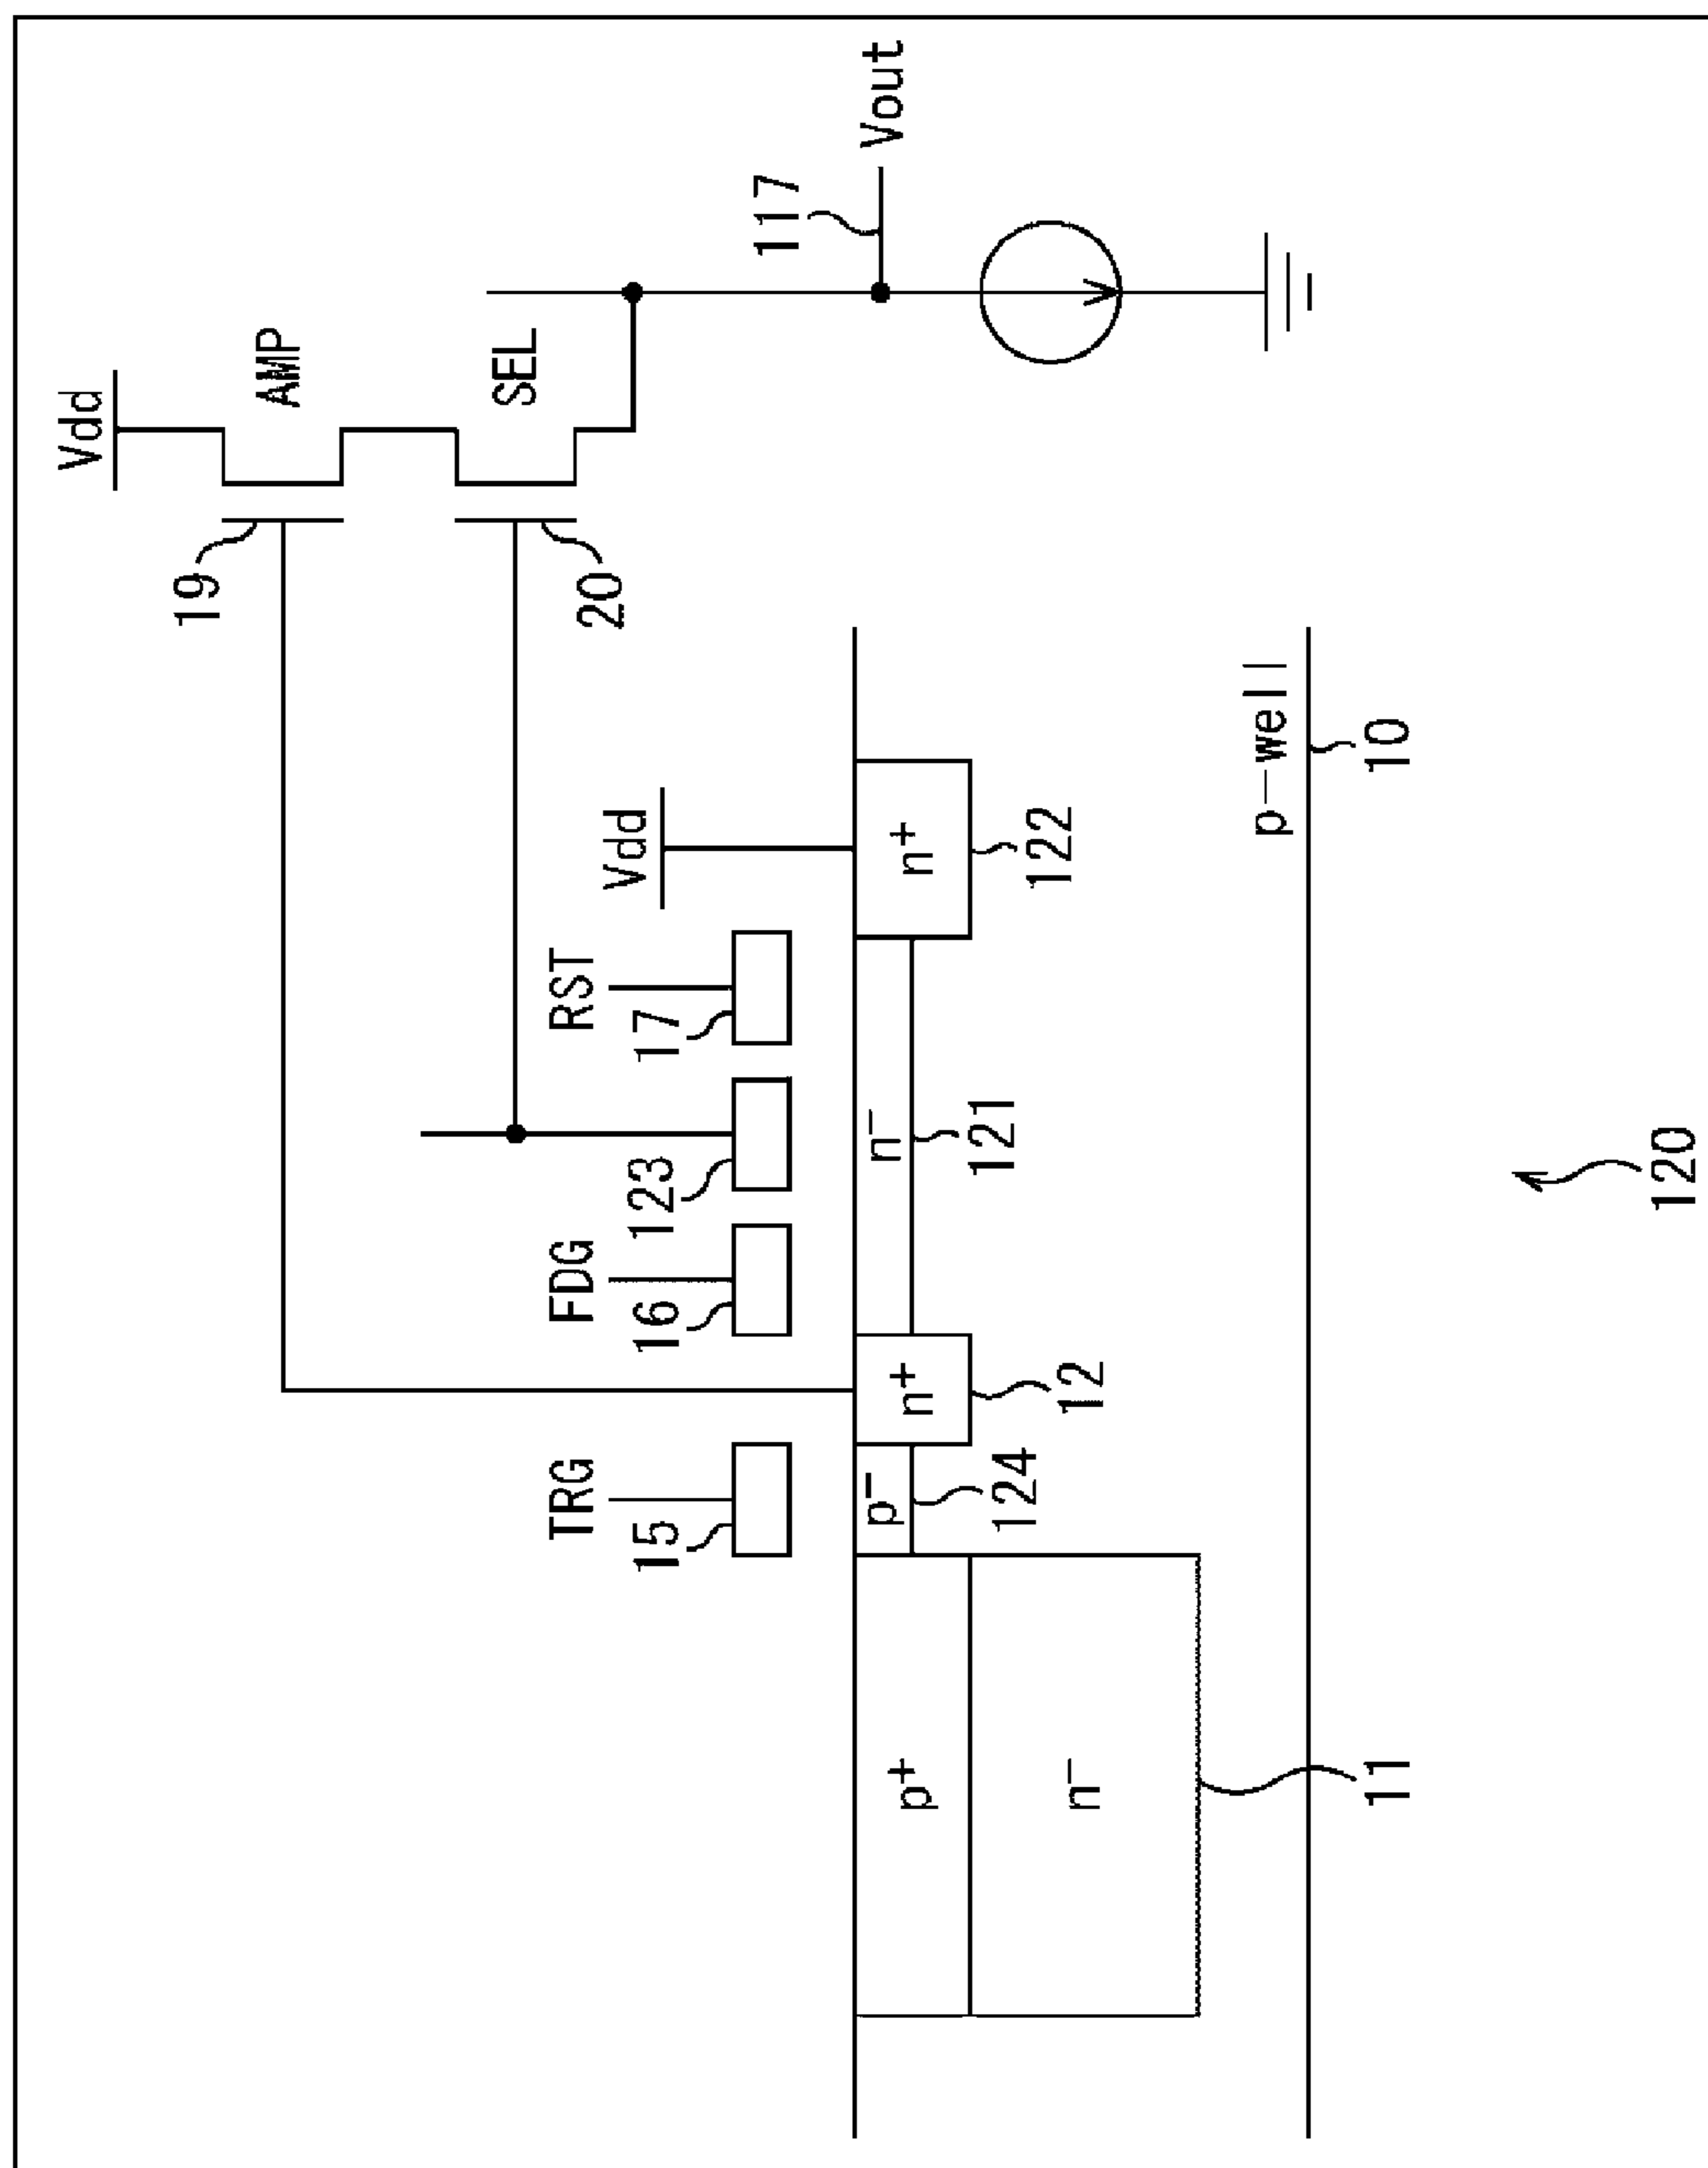 Vdd
19
AMP
20
SEL
TRG
FDG
RST
15
16
123
17
Vdd
117
Vout
p⁺
n⁻
p⁻
n⁺
n⁻
n⁺
124
12
121
122
p-well
11
10
120